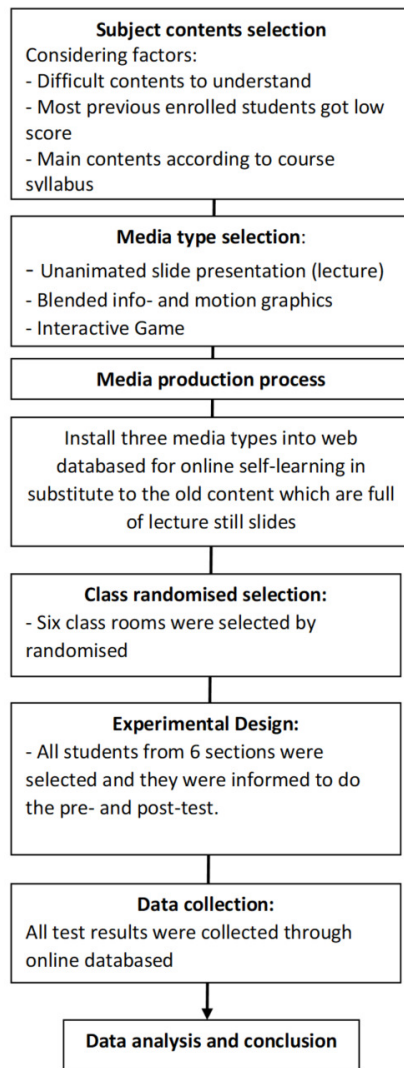 Subject contents selection
Considering factors:
- Difficult contents to understand
- Most previous enrolled students got low
score
- Main contents according to course
syllabus
Media type selection:
- Unanimated slide presentation (lecture)
- Blended info- and motion graphics
- Interactive Game
Media production process
Install three media types into web
databased for online self-learning in
substitute to the old content which are full
of lecture still slides
Class randomised selection:
- Six class rooms were selected by
randomised
Experimental Design:
- All students from 6 sections were
selected and they were informed to do
the pre- and post-test.
Data collection:
All test results were collected through
online databased
Data analysis and conclusion